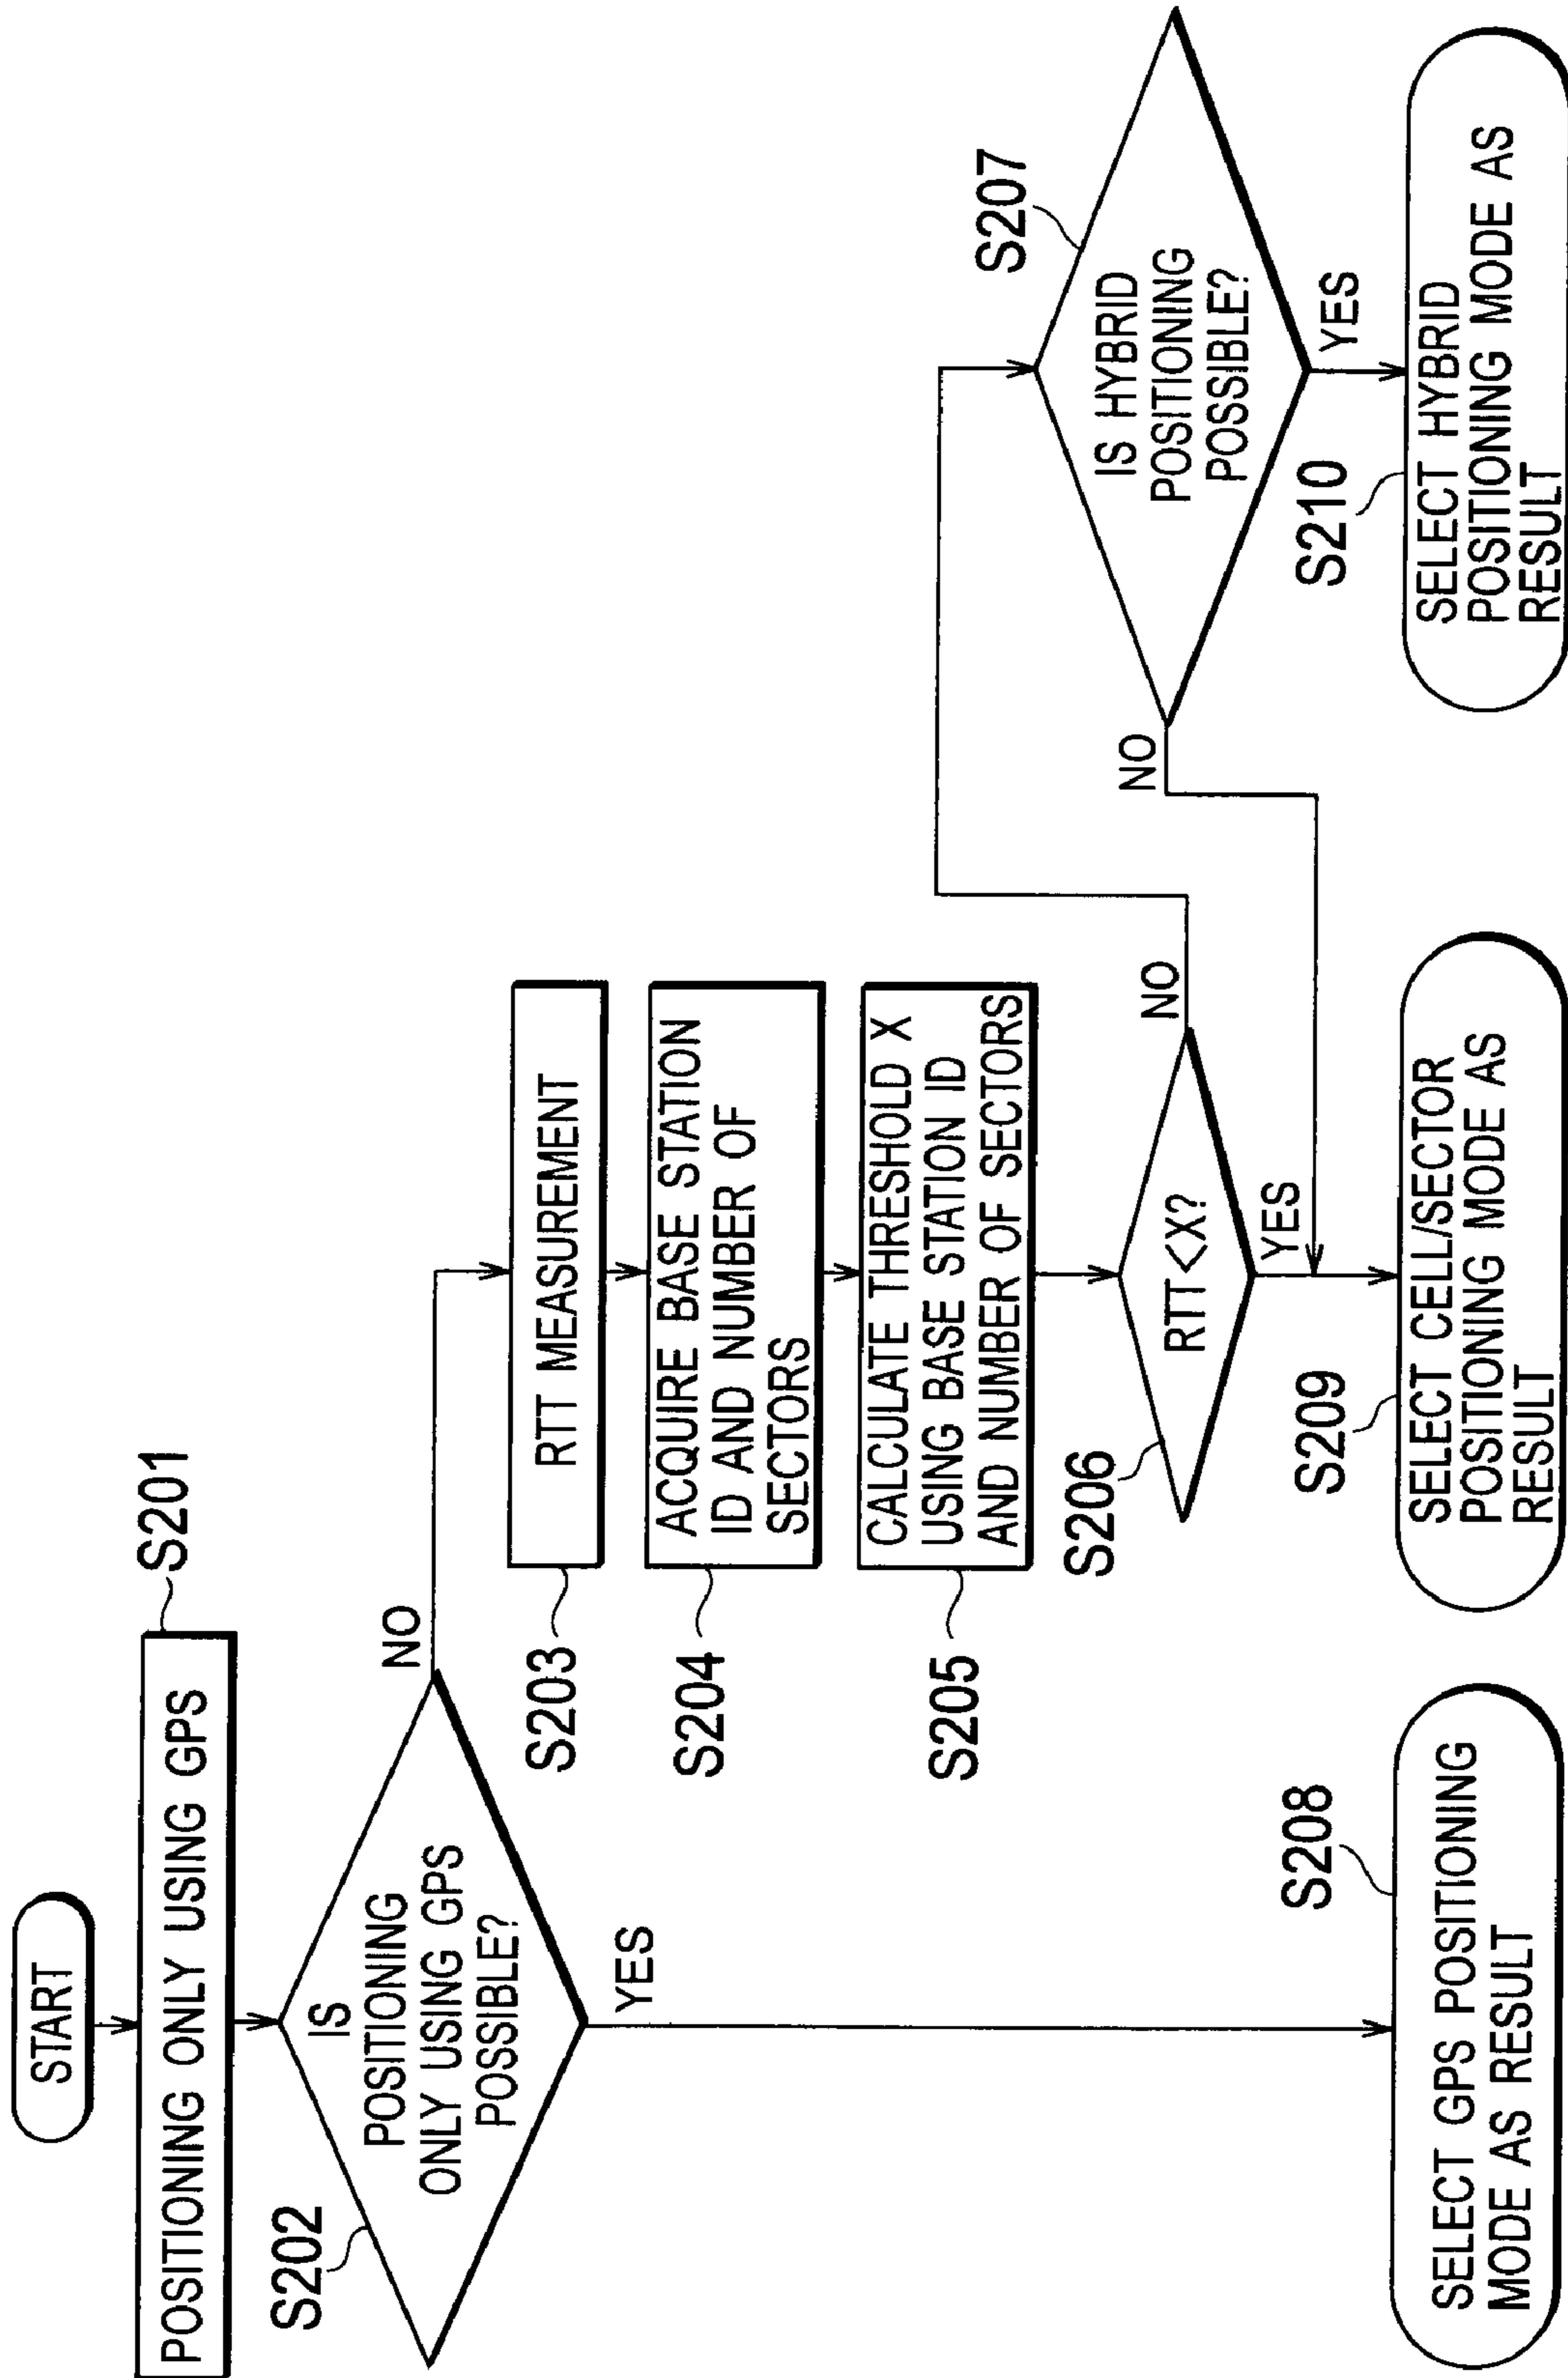 START
POSITIONING ONLY USING GPS
S201
S202
IS
POSITIONING
ONLY USING GPS
POSSIBLE?
NO
YES
S203
RTT MEASUREMENT
S204
ACQUIRE BASE STATION
ID AND NUMBER OF
SECTORS
S205
CALCULATE THRESHOLD X
USING BASE STATION ID
AND NUMBER OF SECTORS
S206
RTT <X?
NO
YES
S207
IS HYBRID
POSITIONING
POSSIBLE?
NO
YES
S208
SELECT GPS POSITIONING
MODE AS RESULT
S209
SELECT CELL/SECTOR
POSITIONING MODE AS
RESULT
S210
SELECT HYBRID
POSITIONING MODE AS
RESULT